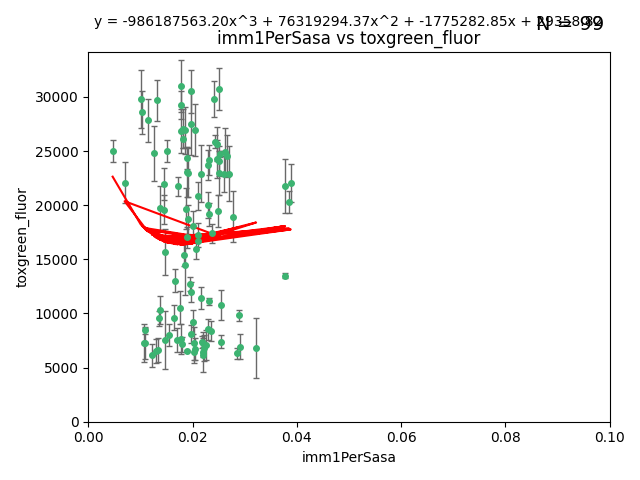 y = -986187563.20x^3 + 76319294.37x^2 + -1775282.85x +
N = 99
imm1PerSasa vs toxgreen_fluor
30000
25000
20000
15000
10000
5000
0
toxgreen_fluor
0.00 0.02 0.04 0.06 0.08 0.10
imm1PerSasa